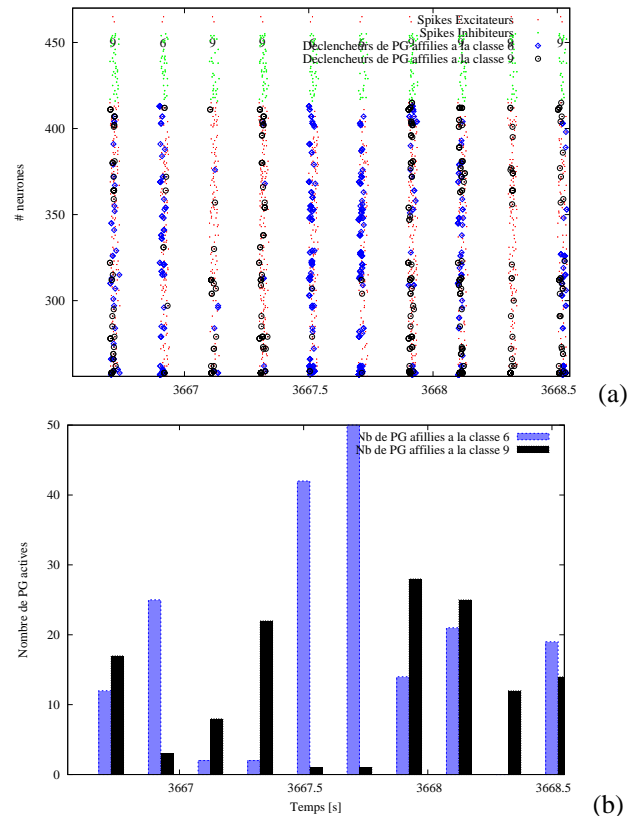 Spikes Excitateurs
Spikes Inhibiteurs
Declencheurs de PG affilies a la classe 8
Declencheurs de PG affilies a la classe 9
9 6 9 9 6 6 9 9 9 9
450
400
350
300
# neurones
3667 3667.5 3668 3668.5
(a)
Nb de PG afillies a la classe 6
Nb de PG affilies a la classe 9
50
40
30
20
10
0
Nombre de PG actives
3667 3667.5 3668 3668.5
Temps [s]
(b)